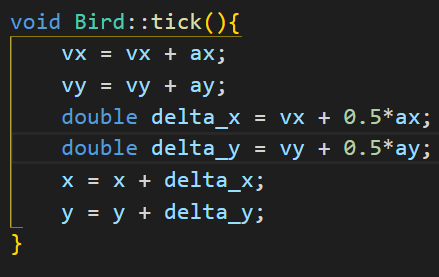 void Bird::tick(){
    vx = vx + ax;
    vy = vy + ay;
    double delta_x = vx + 0.5*ax;
    double delta_y = vy + 0.5*ay;
    x = x + delta_x;
    y = y + delta_y;
}